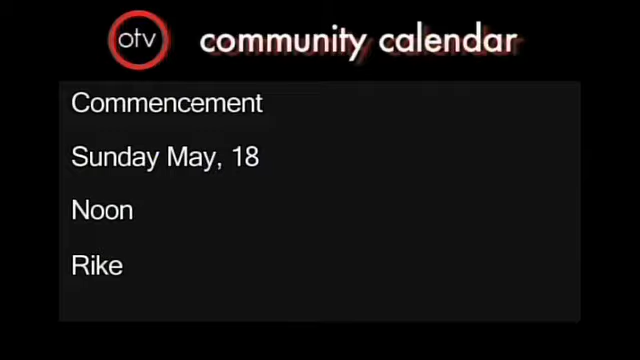 otv community calendar
Commencement
Sunday May, 18
Noon
Rike